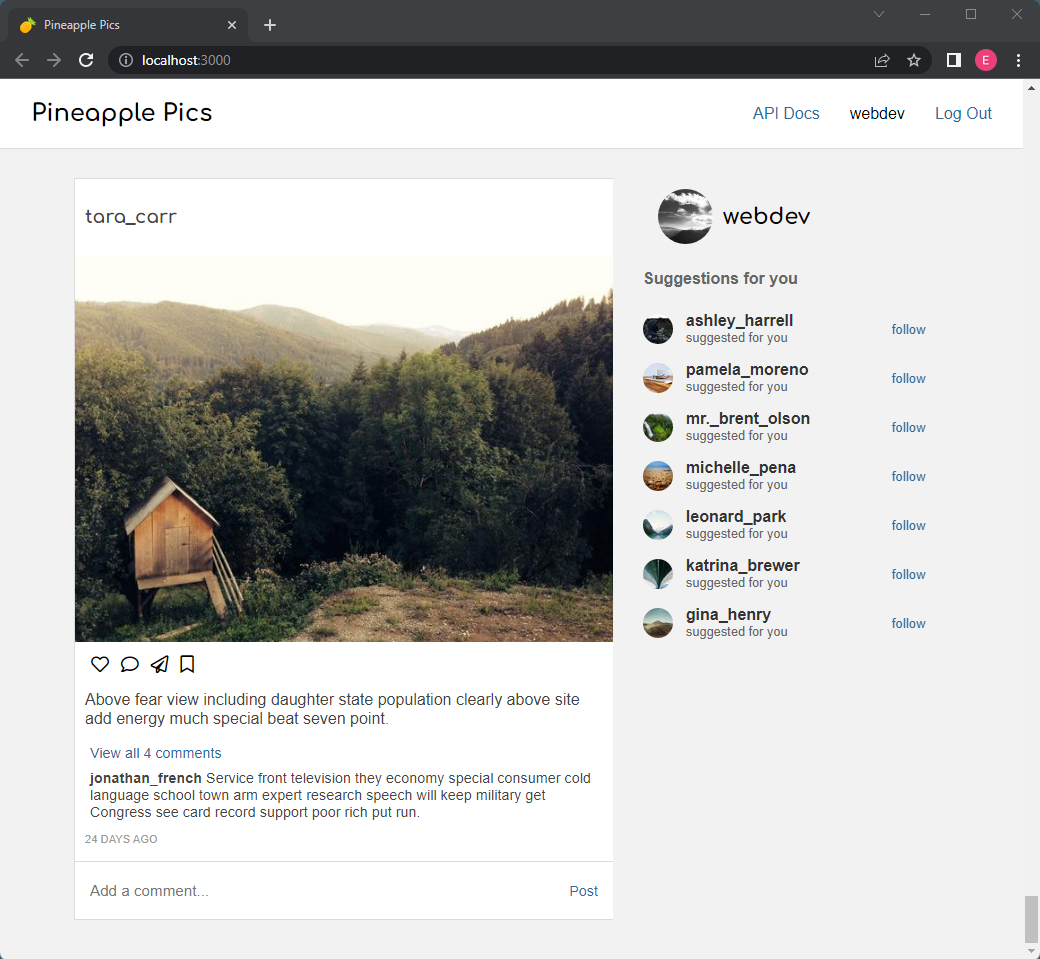 Pineapple Pics
localhost:3000
E
Pineapple Pics
API Docs webdev Log Out
tara_carr
Above fear view including daughter state population clearly above site
add energy much special beat seven point.
View all 4 comments
jonathan_french Service front television they economy special consumer cold
language school town arm expert research speech will keep military get
Congress see card record support poor rich put run.
24 DAYS AGO
Add a comment... Post
webdev
Suggestions for you
ashley_harrell
suggested for you
follow
pamela_moreno
suggested for you
follow
mr._brent_olson
suggested for you
follow
michelle_pena
suggested for you
follow
leonard_park
suggested for you
follow
katrina_brewer
suggested for you
follow
gina_henry
suggested for you
follow